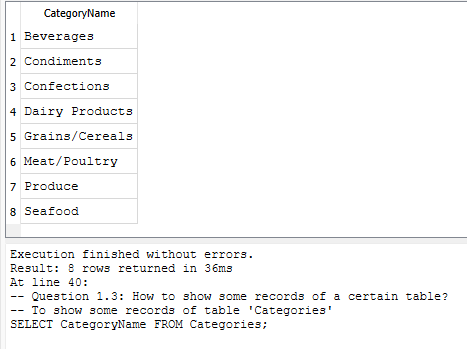 CategoryName
1 Beverages
2 Condiments
3 Confections
4 Dairy Products
5 Grains/Cereals
6 Meat/Poultry
7 Produce
8 Seafood
Execution finished without errors.
Result: 8 rows returned in 36ms
At line 40:
-- Question 1.3: How to show some records of a certain table?
-- To show some records of table 'Categories'
SELECT CategoryName FROM Categories;